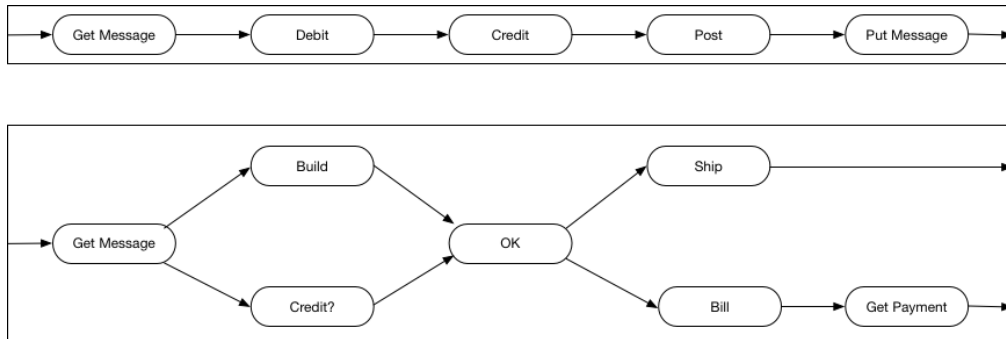 Get Message
Debit
Credit
Post
Put Message
Build
Ship
Get Message
OK
Credit?
Bill
Get Payment